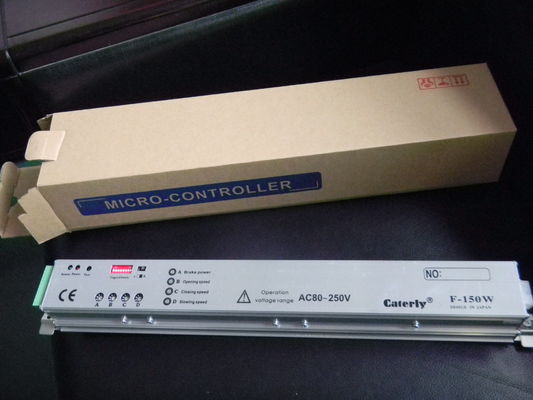 MICRO-CONTROLLER
NO:
A Brake power
B Opening speed
C Closing speed
D Slowing speed
A B C D
CE
Operation
voltage range
AC80~250V
Caterly®
F-150W